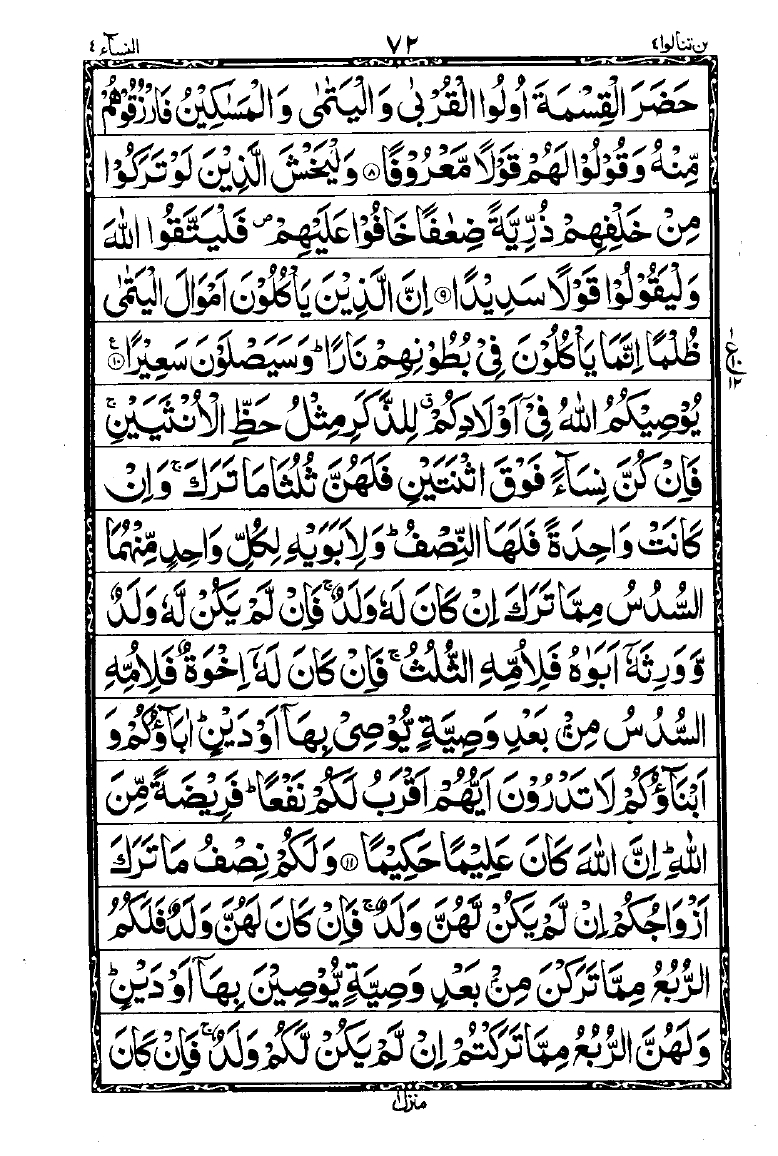 لن تنالوا ٤
٧٢
النسآء ٤
حَضَرَ الْقِسْمَةَ اُولُوا الْقُرْبٰى وَالْيَتٰمٰى وَالْمَسٰكِيْنُ فَارْزُقُوْهُمْ
مِّنْهُ وَقُوْلُوْا لَهُمْ قَوْلًا مَّعْرُوْفًا ۝٨ وَلْيَخْشَ الَّذِيْنَ لَوْ تَرَكُوْا
مِنْ خَلْفِهِمْ ذُرِّيَّةً ضِعٰفًا خَافُوْا عَلَيْهِمْ ۪ فَلْيَتَّقُوا اللّٰهَ
وَلْيَقُوْلُوْا قَوْلًا سَدِيْدًا ۝٩ اِنَّ الَّذِيْنَ يَاْكُلُوْنَ اَمْوَالَ الْيَتٰمٰى
ظُلْمًا اِنَّمَا يَاْكُلُوْنَ فِيْ بُطُوْنِهِمْ نَارًا ؕ وَسَيَصْلَوْنَ سَعِيْرًا ۝١٠ ع
يُوْصِيْكُمُ اللّٰهُ فِيْۤ اَوْلَادِكُمْ ۗ لِلذَّكَرِ مِثْلُ حَظِّ الْاُنْثَيَيْنِ ۚ
فَاِنْ كُنَّ نِسَآءً فَوْقَ اثْنَتَيْنِ فَلَهُنَّ ثُلُثَا مَا تَرَكَ ۚ وَاِنْ
كَانَتْ وَاحِدَةً فَلَهَا النِّصْفُ ؕ وَلِاَبَوَيْهِ لِكُلِّ وَاحِدٍ مِّنْهُمَا
السُّدُسُ مِمَّا تَرَكَ اِنْ كَانَ لَهٗ وَلَدٌ ۚ فَاِنْ لَّمْ يَكُنْ لَّهٗ وَلَدٌ
وَّوَرِثَهٗۤ اَبَوٰهُ فَلِاُمِّهِ الثُّلُثُ ۚ فَاِنْ كَانَ لَهٗۤ اِخْوَةٌ فَلِاُمِّهِ
السُّدُسُ مِنْۢ بَعْدِ وَصِيَّةٍ يُّوْصِيْ بِهَاۤ اَوْ دَيْنٍ ؕ اٰبَآؤُكُمْ وَ
اَبْنَآؤُكُمْ لَا تَدْرُوْنَ اَيُّهُمْ اَقْرَبُ لَكُمْ نَفْعًا ؕ فَرِيْضَةً مِّنَ
اللّٰهِ ؕ اِنَّ اللّٰهَ كَانَ عَلِيْمًا حَكِيْمًا ۝١١ وَلَكُمْ نِصْفُ مَا تَرَكَ
اَزْوَاجُكُمْ اِنْ لَّمْ يَكُنْ لَّهُنَّ وَلَدٌ ۚ فَاِنْ كَانَ لَهُنَّ وَلَدٌ فَلَكُمُ
الرُّبُعُ مِمَّا تَرَكْنَ مِنْۢ بَعْدِ وَصِيَّةٍ يُّوْصِيْنَ بِهَاۤ اَوْ دَيْنٍ ؕ
وَلَهُنَّ الرُّبُعُ مِمَّا تَرَكْتُمْ اِنْ لَّمْ يَكُنْ لَّكُمْ وَلَدٌ ۚ فَاِنْ كَانَ
ع
١٢
منزل ١